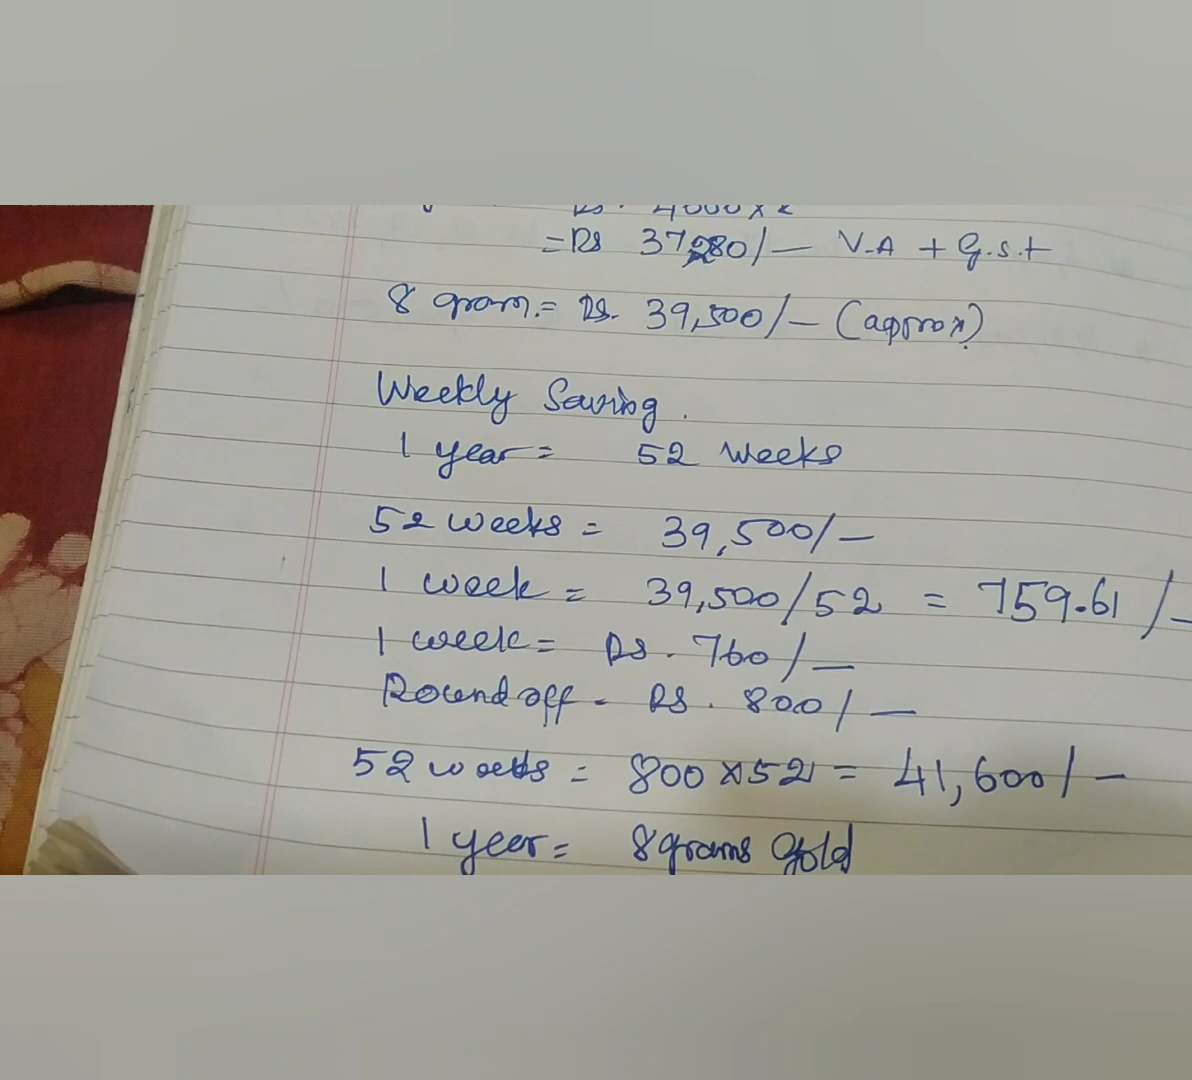 = Rs 37280/- V.A + G.s.t
8 gram = Rs. 39,500/- (approx)
Weekly Saving.
1 year = 52 weeks
52 weeks = 39,500/-
1 week = 39,500/52 = 759.61/-
1 week = Rs. 760/-
Round off - Rs. 800/-
52 weeks = 800 x 52 = 41,600/-
1 year = 8 grams gold